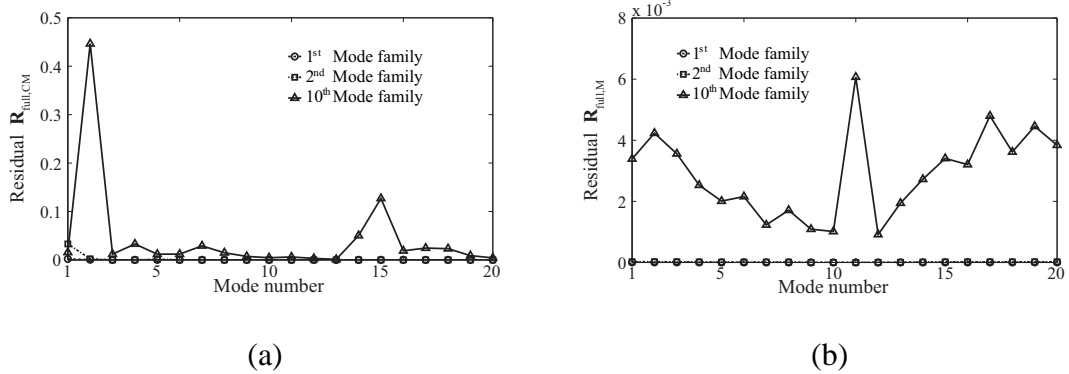 0.5
0.4
0.3
0.2
0.1
0
1 5 10 15 20
Mode number
Residual R full,CM
1st Mode family
2nd Mode family
10th Mode family
(a)
8 x 10-3
6
4
2
0
1 5 10 15 20
Mode number
Residual R full,M
1st Mode family
2nd Mode family
10th Mode family
(b)